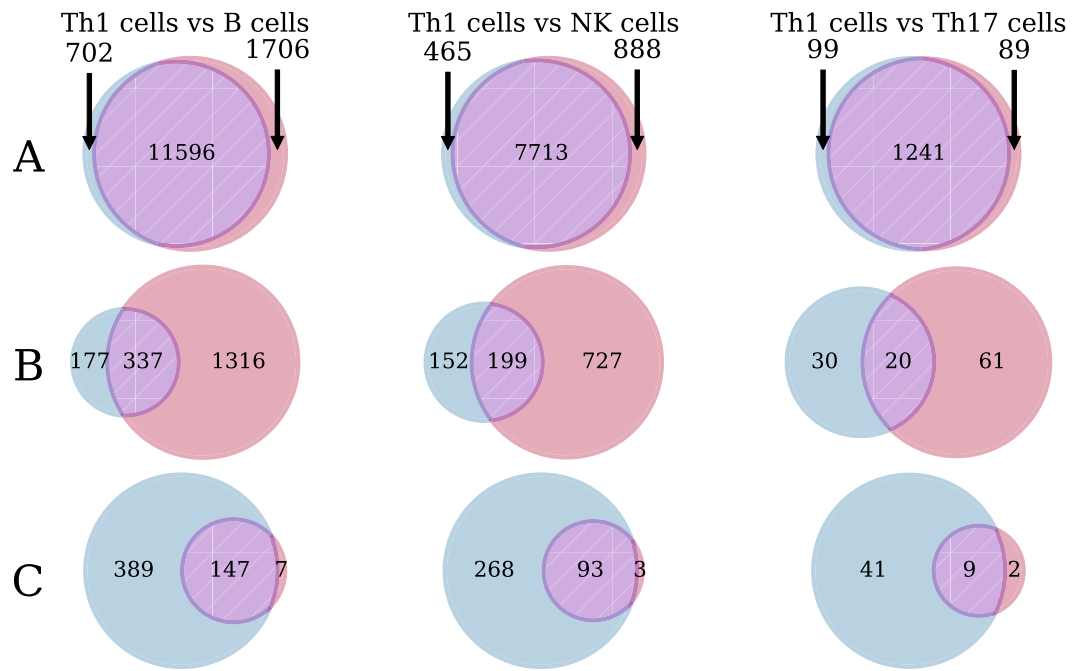 Th1 cells vs B cells
Th1 cells vs NK cells
Th1 cells vs Th17 cells
702 1706
465 888
99 89
A
11596
7713
1241
B
177 337 1316
152 199 727
30 20 61
C
389 147 7
268 93 3
41 9 2